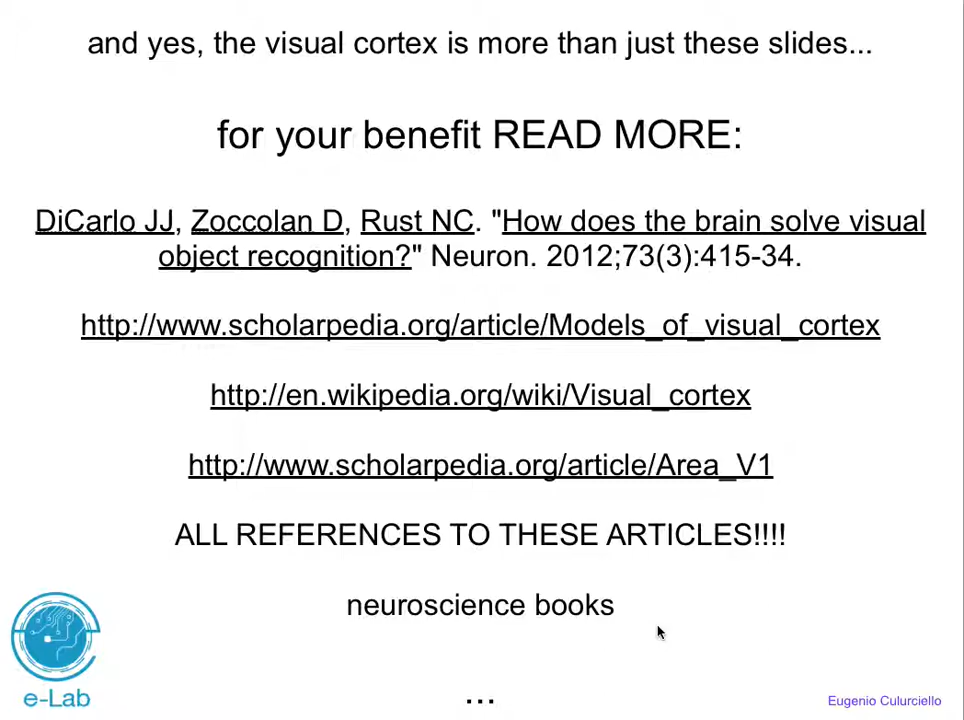 and yes, the visual cortex is more than just these slides...
for your benefit READ MORE:
DiCarlo JJ, Zoccolan D, Rust NC. "How does the brain solve visual
object recognition?" Neuron. 2012;73(3):415-34.
http://www.scholarpedia.org/article/Models_of_visual_cortex
http://en.wikipedia.org/wiki/Visual_cortex
http://www.scholarpedia.org/article/Area_V1
ALL REFERENCES TO THESE ARTICLES!!!!
neuroscience books
...
e-Lab
Eugenio Culurciello